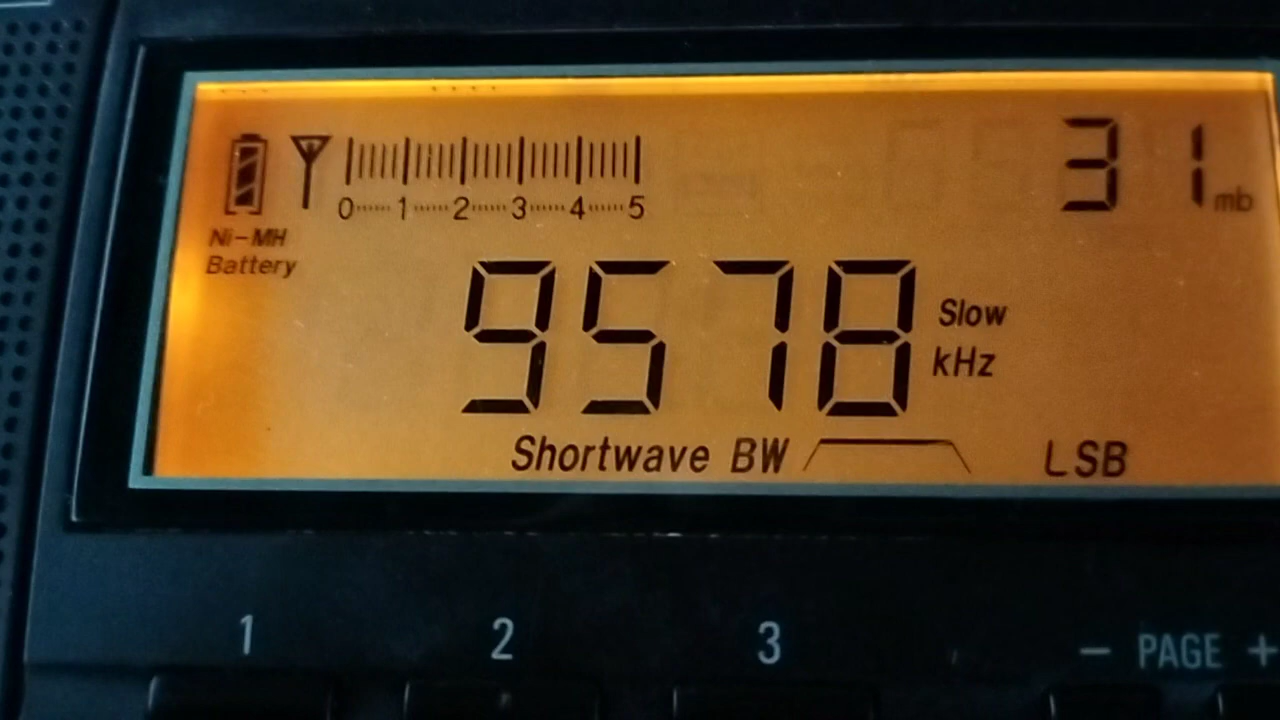 31 mb
0 1 2 3 4 5
Ni-MH
Battery
9578
Slow
kHz
Shortwave BW
LSB
1 2 3 - PAGE +